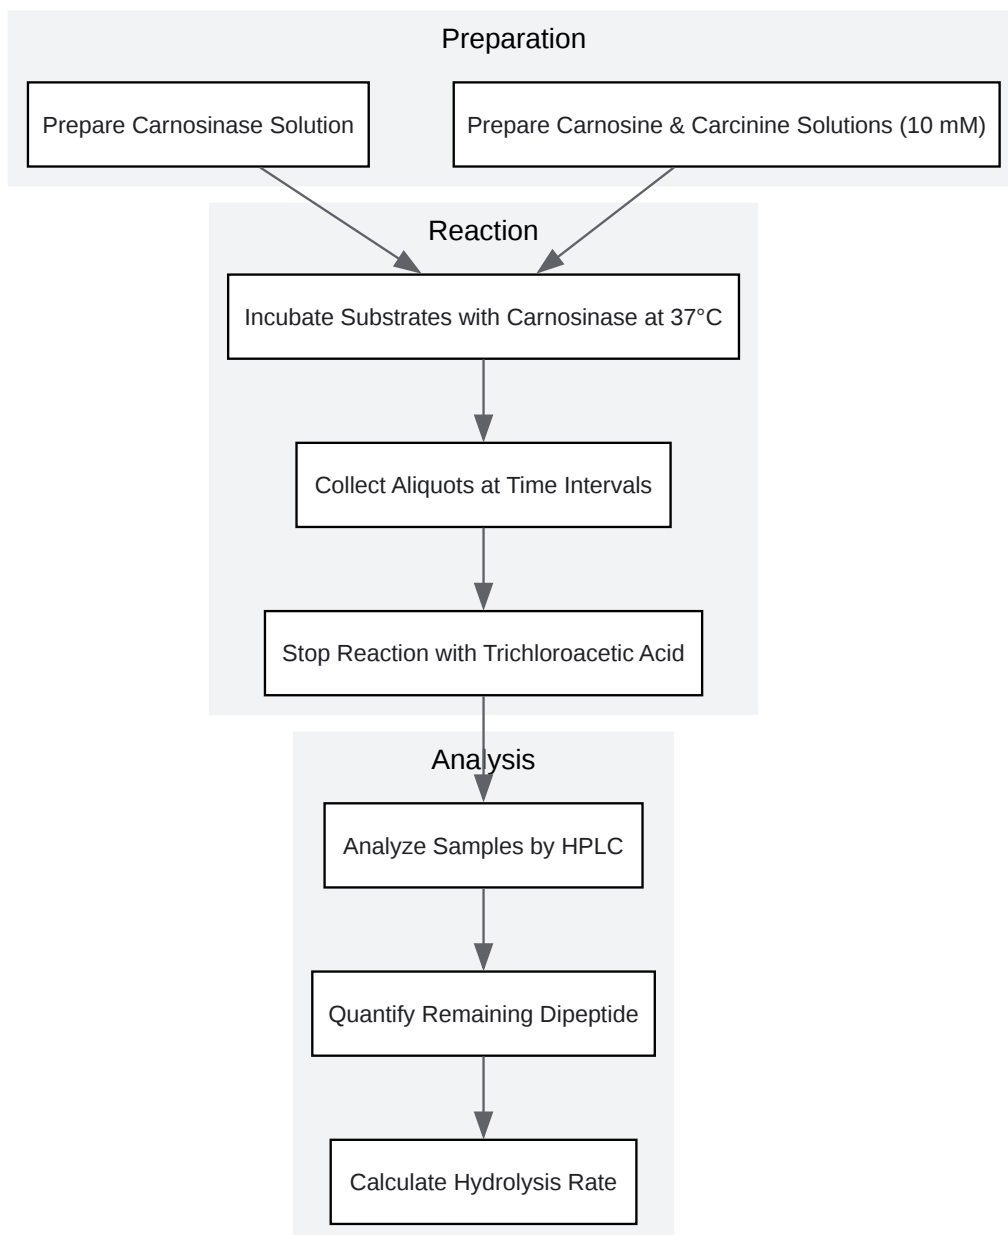 Preparation
Prepare Carnosinase Solution
Prepare Carnosine & Carcinine Solutions (10 mM)
Reaction
Incubate Substrates with Carnosinase at 37°C
Collect Aliquots at Time Intervals
Stop Reaction with Trichloroacetic Acid
Analysis
Analyze Samples by HPLC
Quantify Remaining Dipeptide
Calculate Hydrolysis Rate